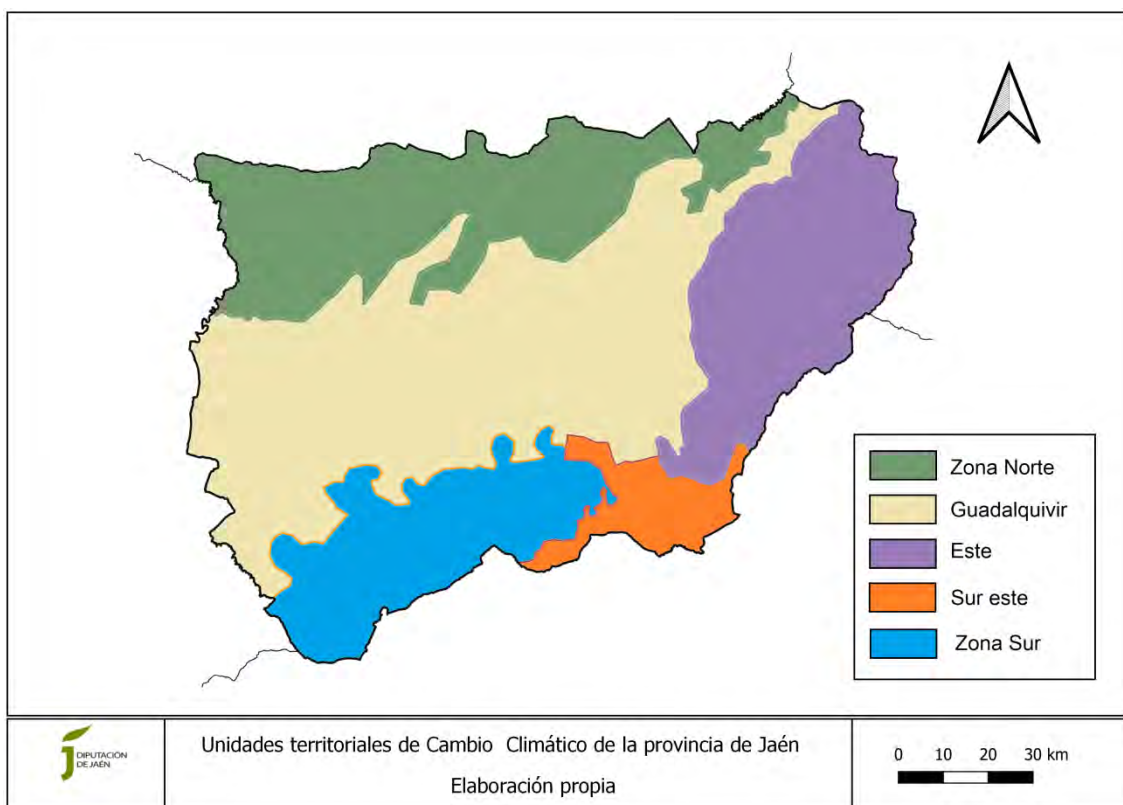 Zona Norte
Guadalquivir
Este
Sur este
Zona Sur
DIPUTACIÓN
DE JAÉN
Unidades territoriales de Cambio Climático de la provincia de Jaén
Elaboración propia
0 10 20 30 km